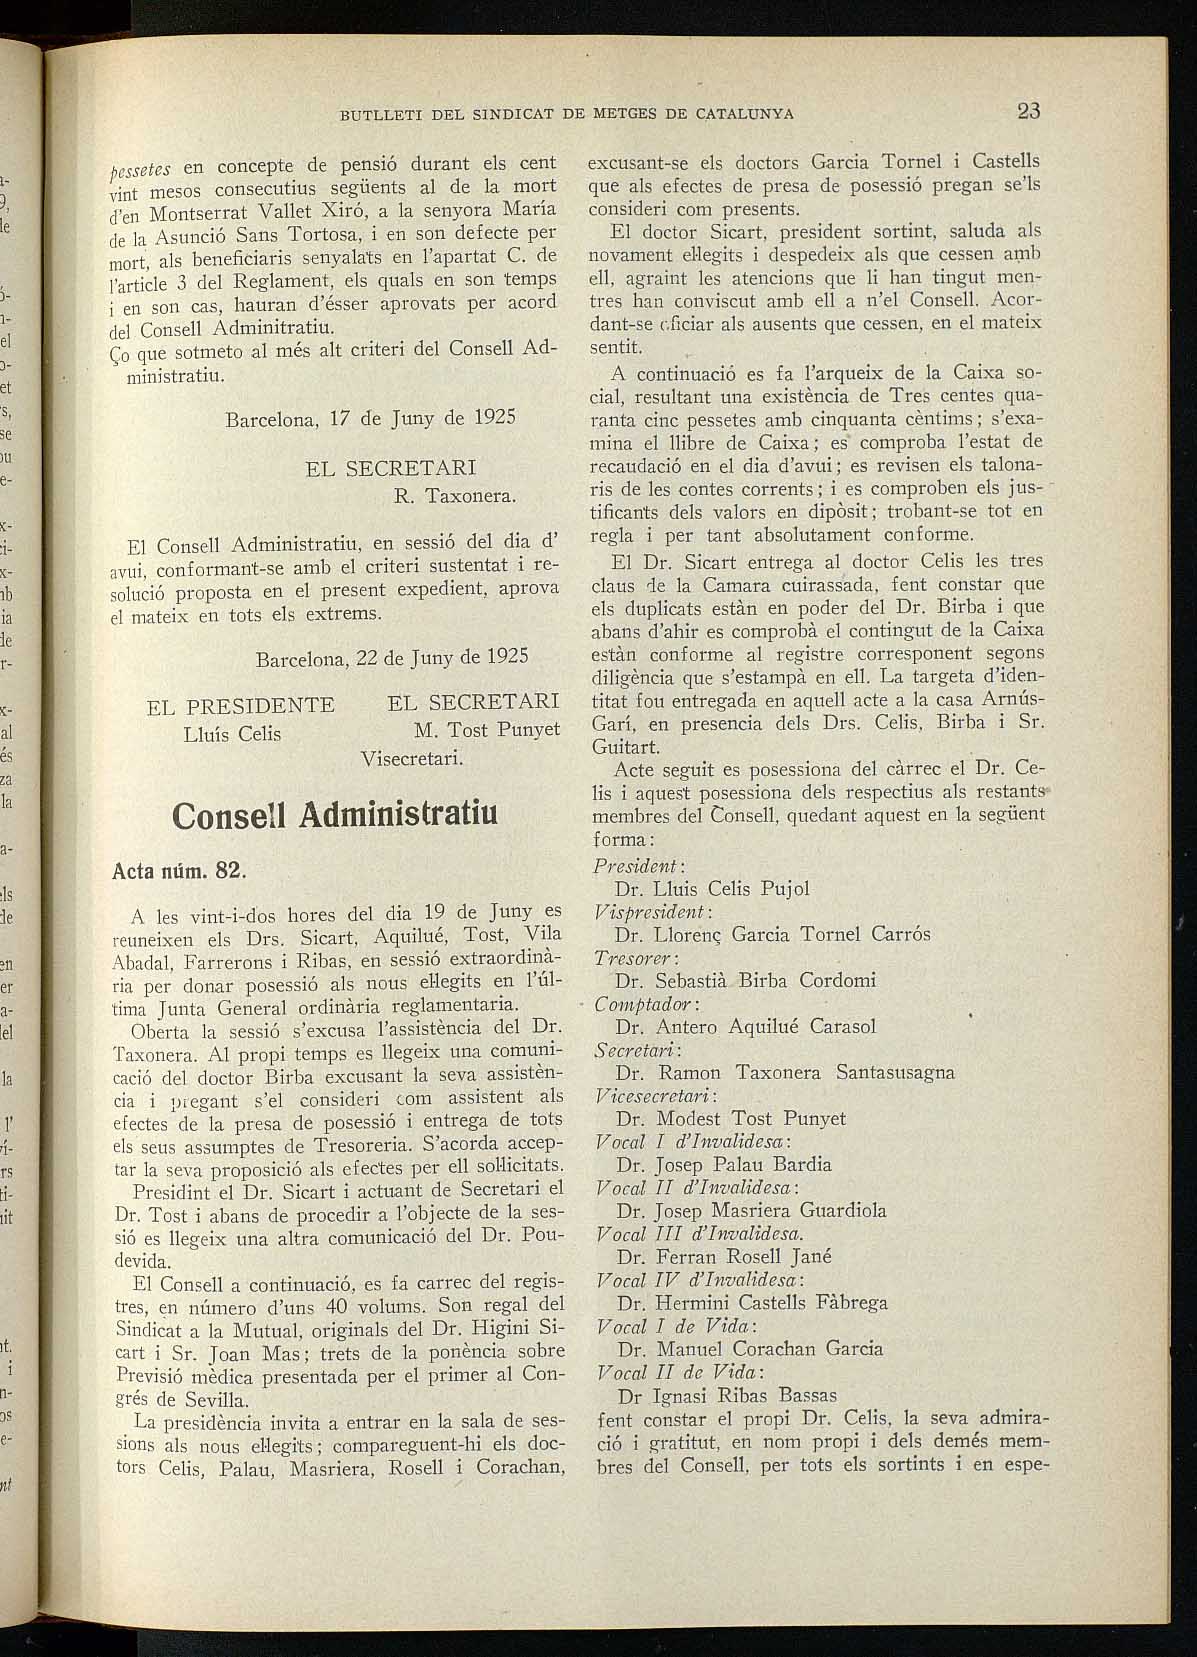 BUTLLETI DEL SINDICAT DE METGES DE CATALUNYA 23
pessetes en concepte de pensió durant els cent
vint mesos consecutius següents al de la mort
d'en Montserrat Vallet Xiró, a la senyora María
de la Asunció Sans Tortosa, i en son defecte per
mort, als beneficiaris senyalats en l'apartat C. de
l'article 3 del Reglament, els quals en son temps
i en son cas, hauran d'ésser aprovats per acord
del Consell Adminitratiu.
Ço que sotmeto al més alt criteri del Consell Ad-
ministratiu.
Barcelona, 17 de Juny de 1925
EL SECRETARI
R. Taxonera.
El Consell Administratiu, en sessió del dia d'
avui, conformant-se amb el criteri sustentat i re-
solució proposta en el present expedient, aprova
el mateix en tots els extrems.
Barcelona, 22 de Juny de 1925
EL PRESIDENTE EL SECRETARI
Lluís Celis M. Tost Punyet
Visecretari.
Consell Administratiu
Acta núm. 82.
A les vint-i-dos hores del dia 19 de Juny es
reuneixen els Drs. Sicart, Aquilué, Tost, Vila
Abadal, Farrerons i Ribas, en sessió extraordinà-
ria per donar posessió als nous el·legits en l'úl-
tima Junta General ordinària reglamentaria.
Oberta la sessió s'excusa l'assistència del Dr.
Taxonera. Al propi temps es llegeix una comuni-
cació del doctor Birba excusant la seva assistèn-
cia i pregant s'el consideri com assistent als
efectes de la presa de posessió i entrega de tots
els seus assumptes de Tresoreria. S'acorda accep-
tar la seva proposició als efectes per ell sol·licitats.
Presidint el Dr. Sicart i actuant de Secretari el
Dr. Tost i abans de procedir a l'objecte de la ses-
sió es llegeix una altra comunicació del Dr. Pou-
devida.
El Consell a continuació, es fa carrec del regis-
tres, en número d'uns 40 volums. Son regal del
Sindicat a la Mutual, originals del Dr. Higini Si-
cart i Sr. Joan Mas; trets de la ponència sobre
Previsió mèdica presentada per el primer al Con-
grés de Sevilla.
La presidència invita a entrar en la sala de ses-
sions als nous el·legits; compareguent-hi els doc-
tors Celis, Palau, Masriera, Rosell i Corachan,
excusant-se els doctors Garcia Tornel i Castells
que als efectes de presa de posessió pregan se'ls
consideri com presents.
El doctor Sicart, president sortint, saluda als
novament el·legits i despedeix als que cessen amb
ell, agraint les atencions que li han tingut men-
tres han conviscut amb ell a n'el Consell. Acor-
dant-se oficiar als ausents que cessen, en el mateix
sentit.
A continuació es fa l'arqueix de la Caixa so-
cial, resultant una existència de Tres centes qua-
ranta cinc pessetes amb cinquanta cèntims; s'exa-
mina el llibre de Caixa; es comproba l'estat de
recaudació en el dia d'avui; es revisen els talona-
ris de les contes corrents; i es comproben els jus-
tificants dels valors en dipòsit; trobant-se tot en
regla i per tant absolutament conforme.
El Dr. Sicart entrega al doctor Celis les tres
claus de la Camara cuirassada, fent constar que
els duplicats estàn en poder del Dr. Birba i que
abans d'ahir es comprobà el contingut de la Caixa
estàn conforme al registre corresponent segons
diligència que s'estampà en ell. La targeta d'iden-
titat fou entregada en aquell acte a la casa Arnús-
Garí, en presencia dels Drs. Celis, Birba i Sr.
Guitart.
Acte seguit es posessiona del càrrec el Dr. Ce-
lis i aquest posessiona dels respectius als restants
membres del Consell, quedant aquest en la següent
forma:
President:
Dr. Lluis Celis Pujol
Vispresident:
Dr. Llorenç Garcia Tornel Carrós
Tresorer:
Dr. Sebastià Birba Cordomi
Comptador:
Dr. Antero Aquilué Carasol
Secretari:
Dr. Ramon Taxonera Santasusagna
Vicesecretari:
Dr. Modest Tost Punyet
Vocal I d'Invalidesa:
Dr. Josep Palau Bardia
Vocal II d'Invalidesa:
Dr. Josep Masriera Guardiola
Vocal III d'Invalidesa.
Dr. Ferran Rosell Jané
Vocal IV d'Invalidesa:
Dr. Hermini Castells Fàbrega
Vocal I de Vida:
Dr. Manuel Corachan Garcia
Vocal II de Vida:
Dr Ignasi Ribas Bassas
fent constar el propi Dr. Celis, la seva admira-
ció i gratitut, en nom propi i dels demés mem-
bres del Consell, per tots els sortints i en espe-